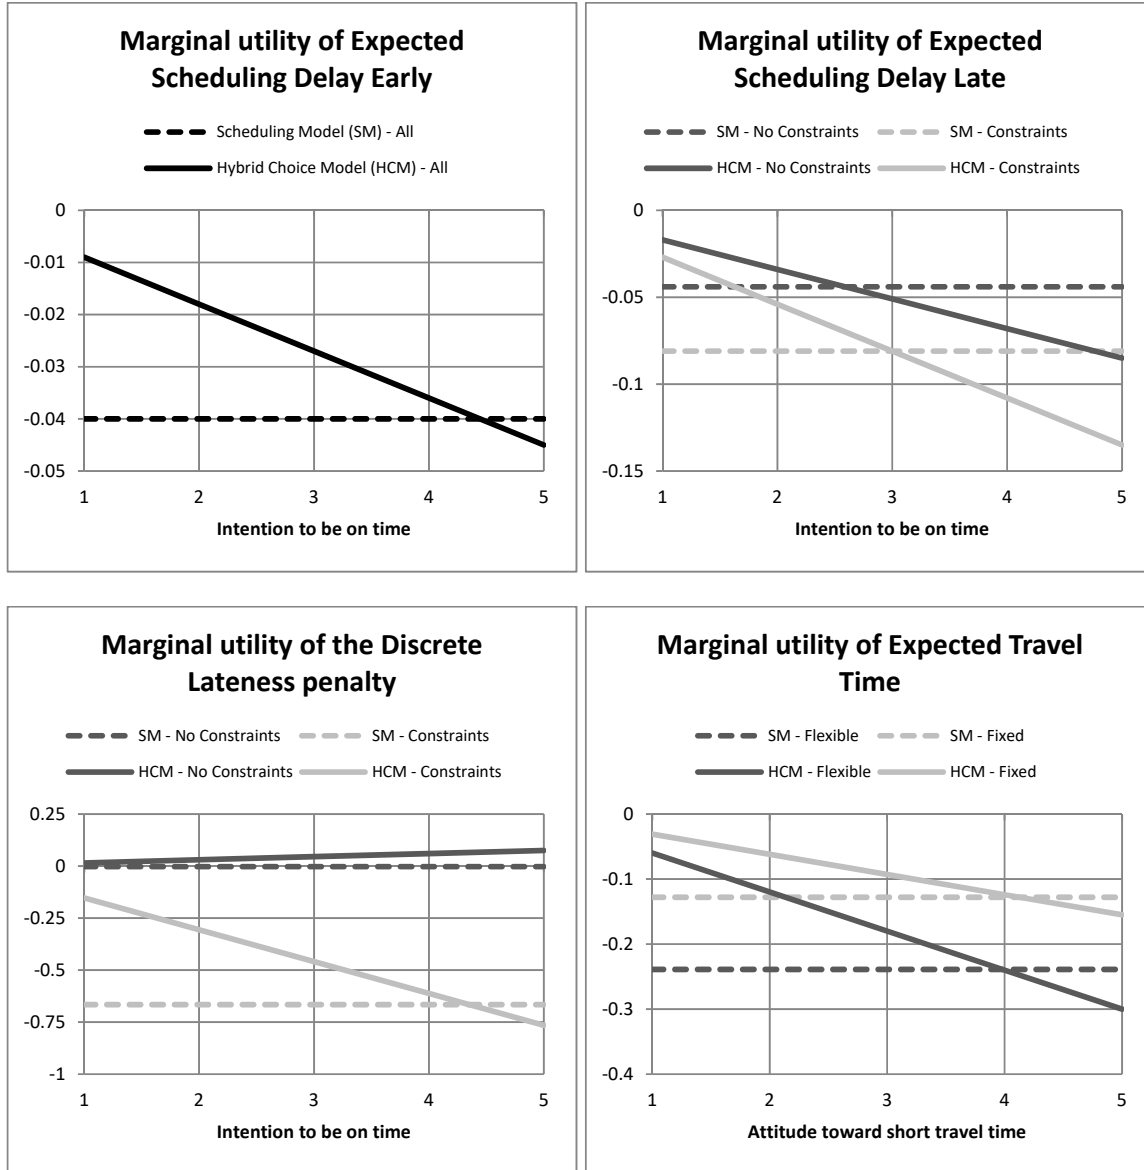 Marginal utility of Expected
Scheduling Delay Early
Scheduling Model (SM) - All
Hybrid Choice Model (HCM) - All
0
-0.01
-0.02
-0.03
-0.04
-0.05
1 2 3 4 5
Intention to be on time
Marginal utility of Expected
Scheduling Delay Late
SM - No Constraints SM - Constraints
HCM - No Constraints HCM - Constraints
0
-0.05
-0.1
-0.15
1 2 3 4 5
Intention to be on time
Marginal utility of the Discrete
Lateness penalty
SM - No Constraints SM - Constraints
HCM - No Constraints HCM - Constraints
0.25
0
-0.25
-0.5
-0.75
-1
1 2 3 4 5
Intention to be on time
Marginal utility of Expected Travel
Time
SM - Flexible SM - Fixed
HCM - Flexible HCM - Fixed
0
-0.1
-0.2
-0.3
-0.4
1 2 3 4 5
Attitude toward short travel time